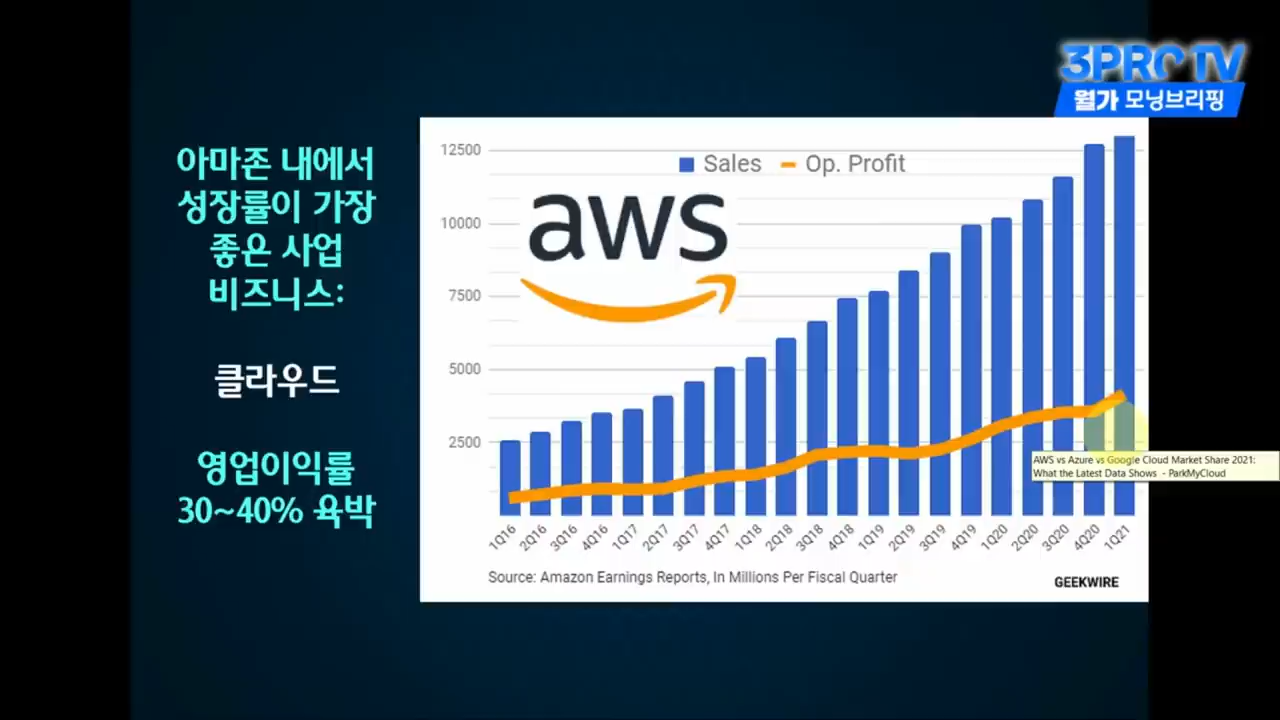 3PROTV
월가 모닝브리핑
아마존 내에서
성장률이 가장
좋은 사업
비즈니스:
클라우드
영업이익률
30~40% 육박
Sales Op. Profit
aws
12500
10000
7500
5000
2500
1Q16 2Q16 3Q16 4Q16 1Q17 2Q17 3Q17 4Q17 1Q18 2Q18 3Q18 4Q18 1Q19 2Q19 3Q19 4Q19 1Q20 2Q20 3Q20 4Q20 1Q21
AWS vs Azure vs Google Cloud Market Share 2021:
What the Latest Data Shows - ParkMyCloud
Source: Amazon Earnings Reports, In Millions Per Fiscal Quarter
GEEKWIRE